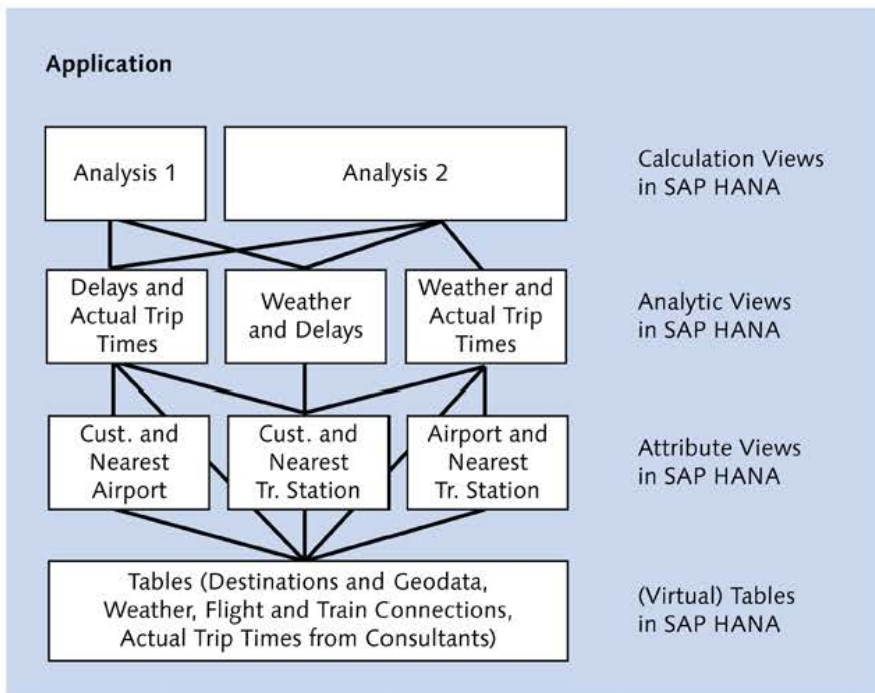 Application
Analysis 1
Analysis 2
Calculation Views
in SAP HANA
Delays and
Actual Trip
Times
Weather
and Delays
Weather and
Actual Trip
Times
Analytic Views
in SAP HANA
Cust. and
Nearest
Airport
Cust. and
Nearest
Tr. Station
Airport and
Nearest
Tr. Station
Attribute Views
in SAP HANA
Tables (Destinations and Geodata,
Weather, Flight and Train Connections,
Actual Trip Times from Consultants)
(Virtual) Tables
in SAP HANA